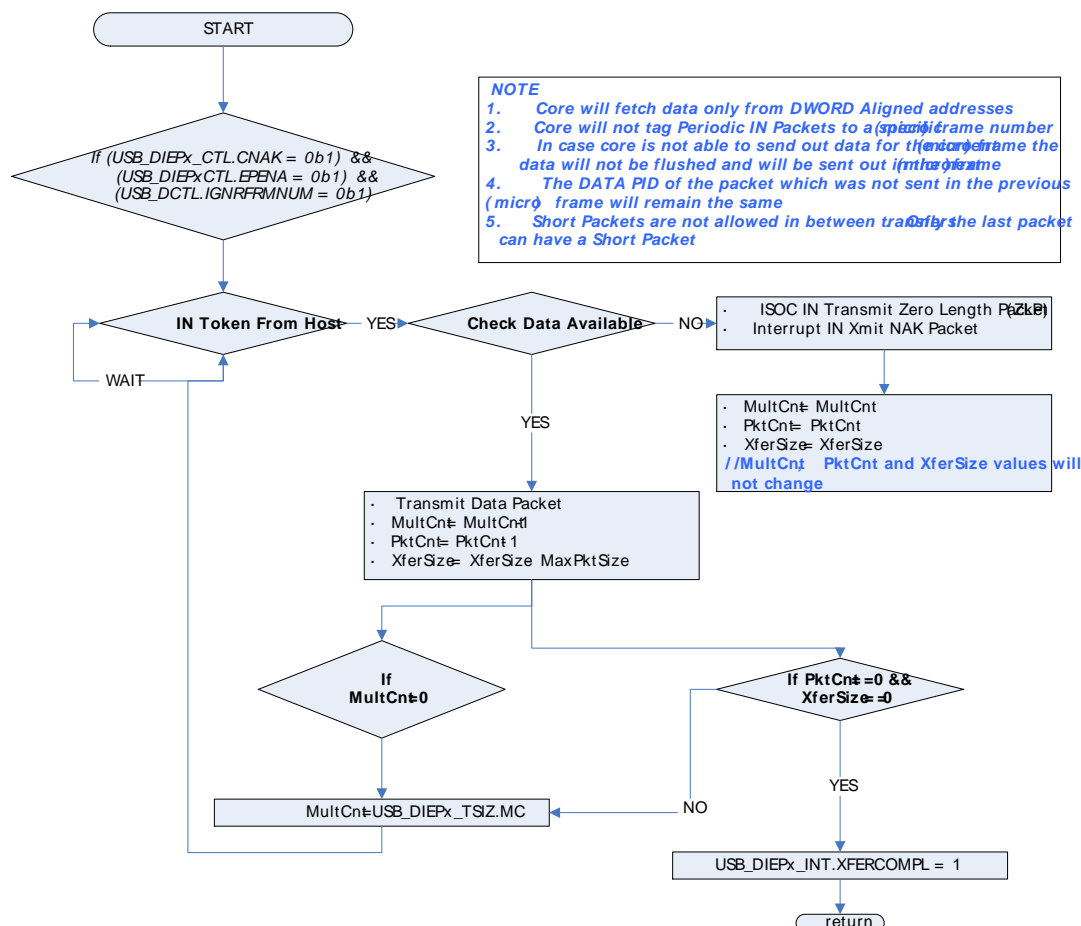 START
If (USB_DIEPx_CTL.CNAK = 0b1) &&
(USB_DIEPxCTL.EPENA = 0b1) &&
(USB_DCTL.IGNRFRMNUM = 0b1)
NOTE
1. Core will fetch data only from DWORD Aligned addresses
2. Core will not tag Periodic IN Packets to a specific (micro) frame number
3. In case core is not able to send out data for the current (micro) frame the
data will not be flushed and will be sent out in the next (micro) frame
4. The DATA PID of the packet which was not sent in the previous
(micro) frame will remain the same
5. Short Packets are not allowed in between transfers. Only the last packet
can have a Short Packet
IN Token From Host
YES
Check Data Available
NO
· ISOC IN Transmit Zero Length Packet (ZLP)
· Interrupt IN Xmit NAK Packet
WAIT
YES
· MultCnt= MultCnt
· PktCnt= PktCnt
· XferSize= XferSize
//MultCnt, PktCnt and XferSize values will
not change
· Transmit Data Packet
· MultCnt= MultCnt-1
· PktCnt= PktCnt-1
· XferSize= XferSize MaxPktSize
If
MultCnt=0
If PktCnt==0 &&
XferSize==0
YES
MultCnt=USB_DIEPx_TSIZ.MC
NO
USB_DIEPx_INT.XFERCOMPL = 1
return